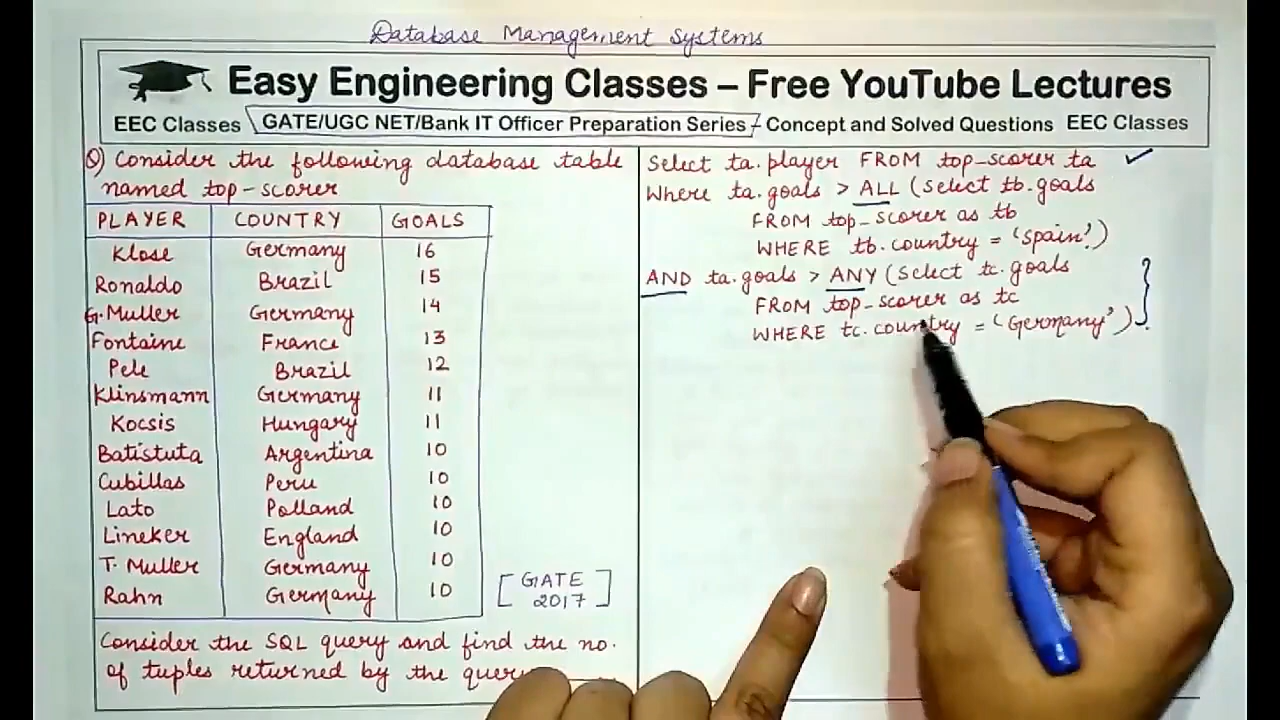 Database Management Systems
Easy Engineering Classes – Free YouTube Lectures
EEC Classes GATE/UGC NET/Bank IT Officer Preparation Series – Concept and Solved Questions EEC Classes
Q) Consider the following database table
named top-scorer
PLAYER COUNTRY GOALS
Klose Germany 16
Ronaldo Brazil 15
G.Muller Germany 14
Fontaine France 13
Pele Brazil 12
Klinsmann Germany 11
Kocsis Hungary 11
Batistuta Argentina 10
Cubillas Peru 10
Lato Polland 10
Lineker England 10
T. Muller Germany 10
Rahn Germany 10
[GATE
2017]
Consider the SQL query and find the no.
of tuples returned by the
Select ta.player FROM top-scorer ta ✓
Where ta.goals > ALL (Select tb.goals
FROM top-scorer as tb
WHERE tb.country = 'Spain')
AND ta.goals > ANY (Select tc.goals
FROM top-scorer as tc
WHERE tc.country = 'Germany')